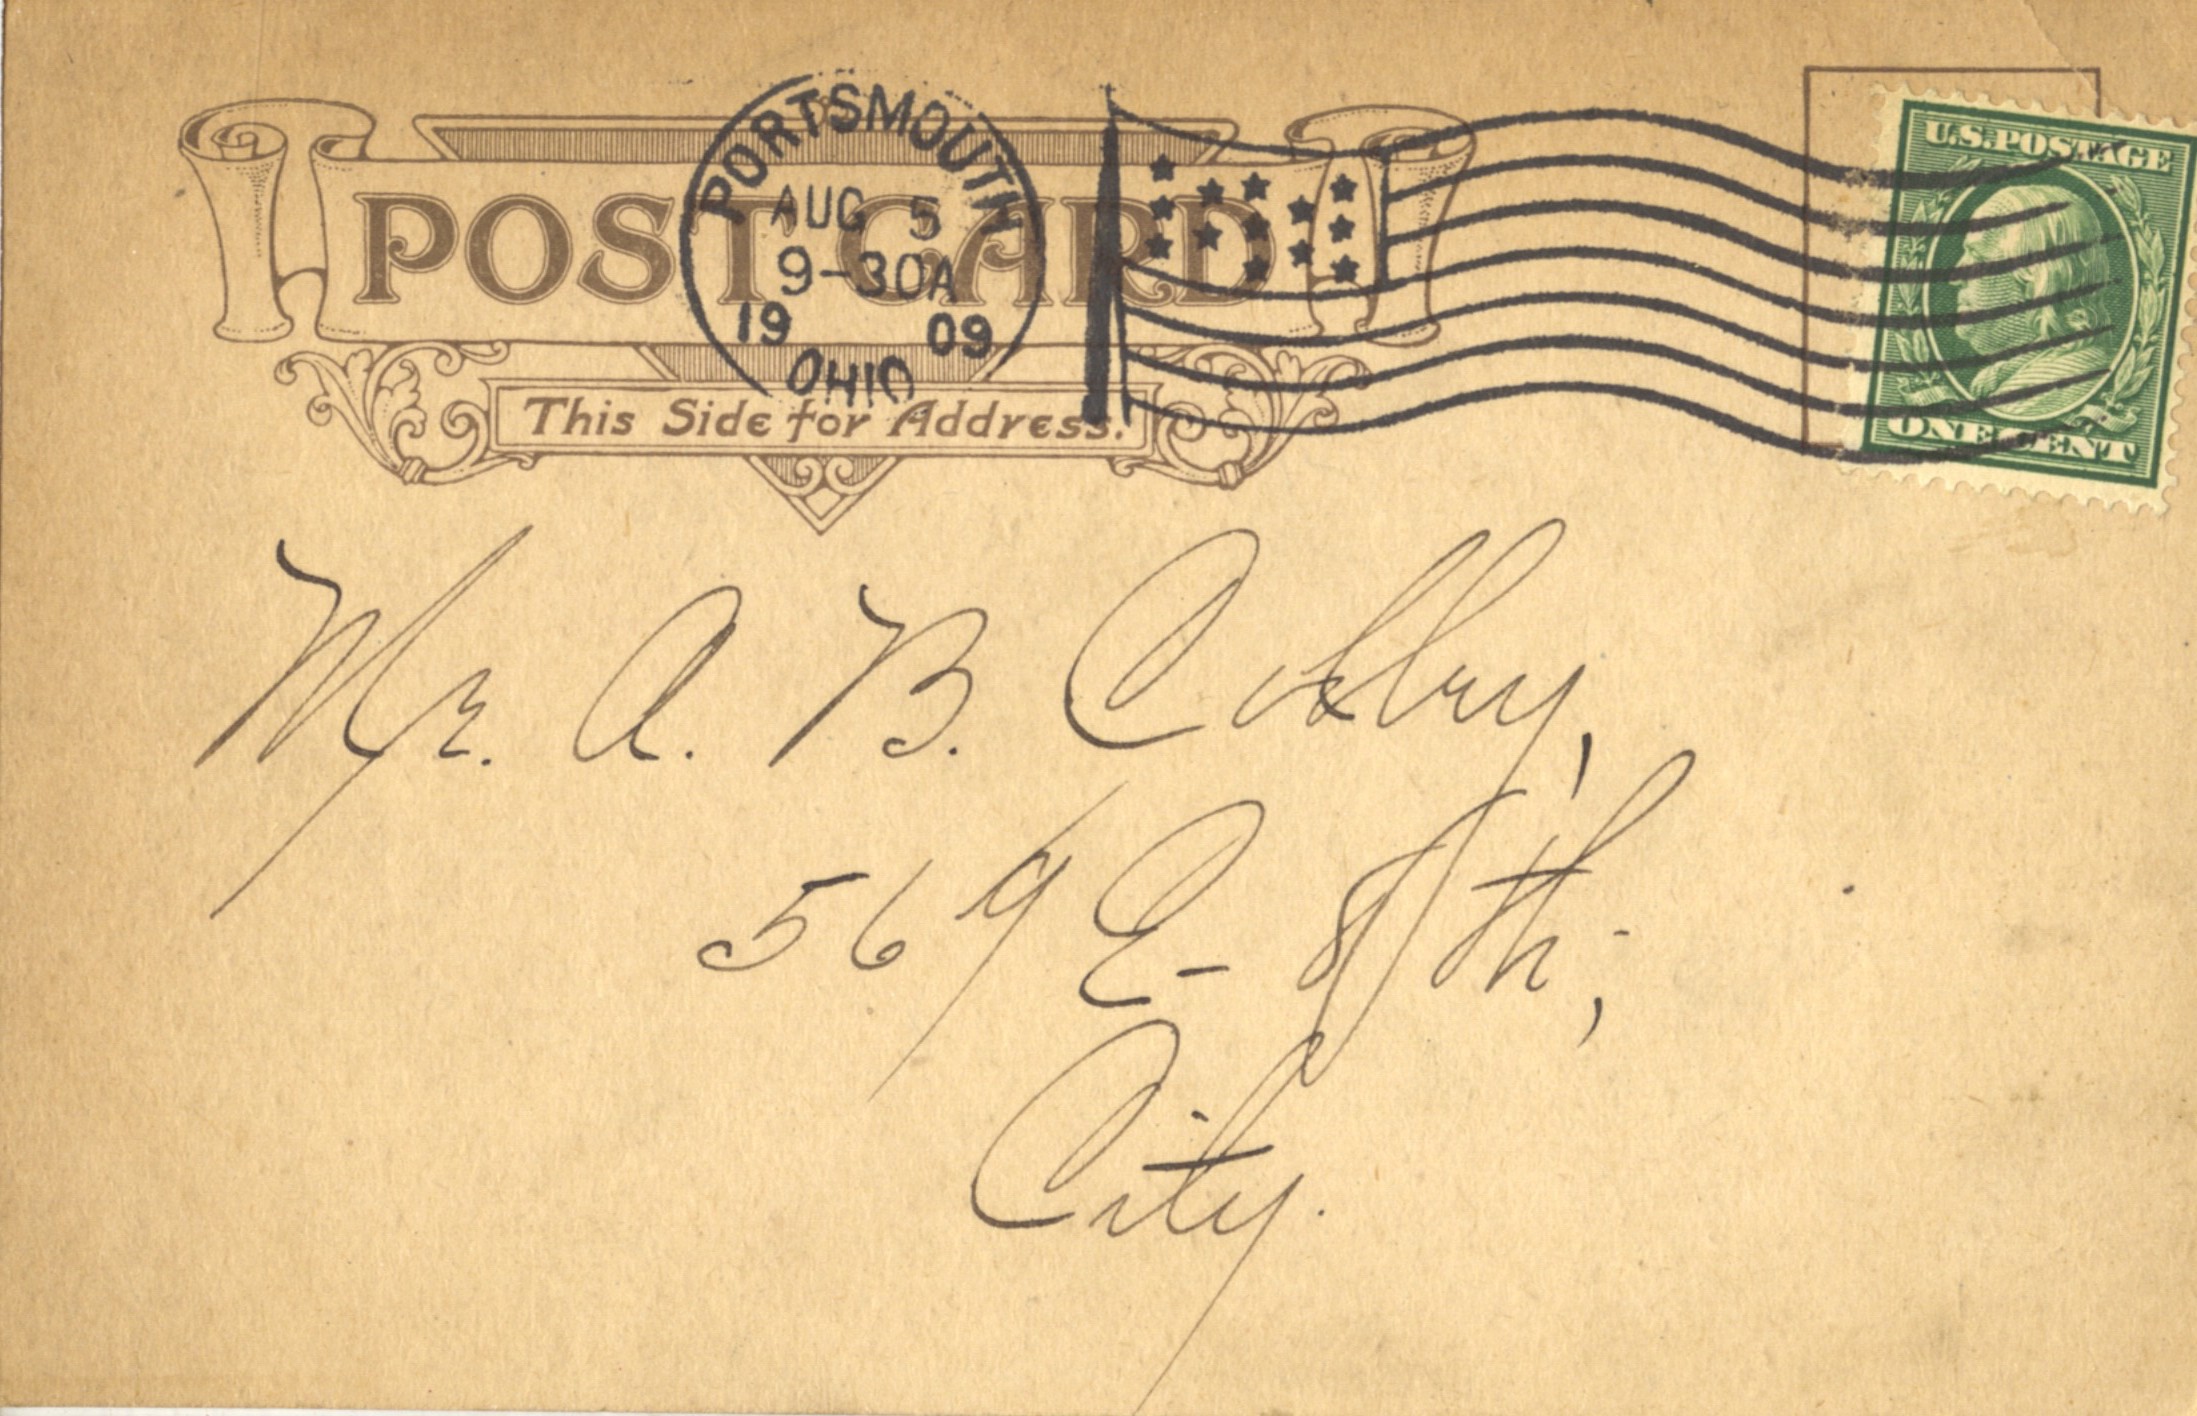 PORTSMOUTH
AUG 5
9-30A
19 09
OHIO
POST CARD
This Side for Address.
U.S. POSTAGE
ONE CENT
Mr. A. B.
569 E- 8th;
City.